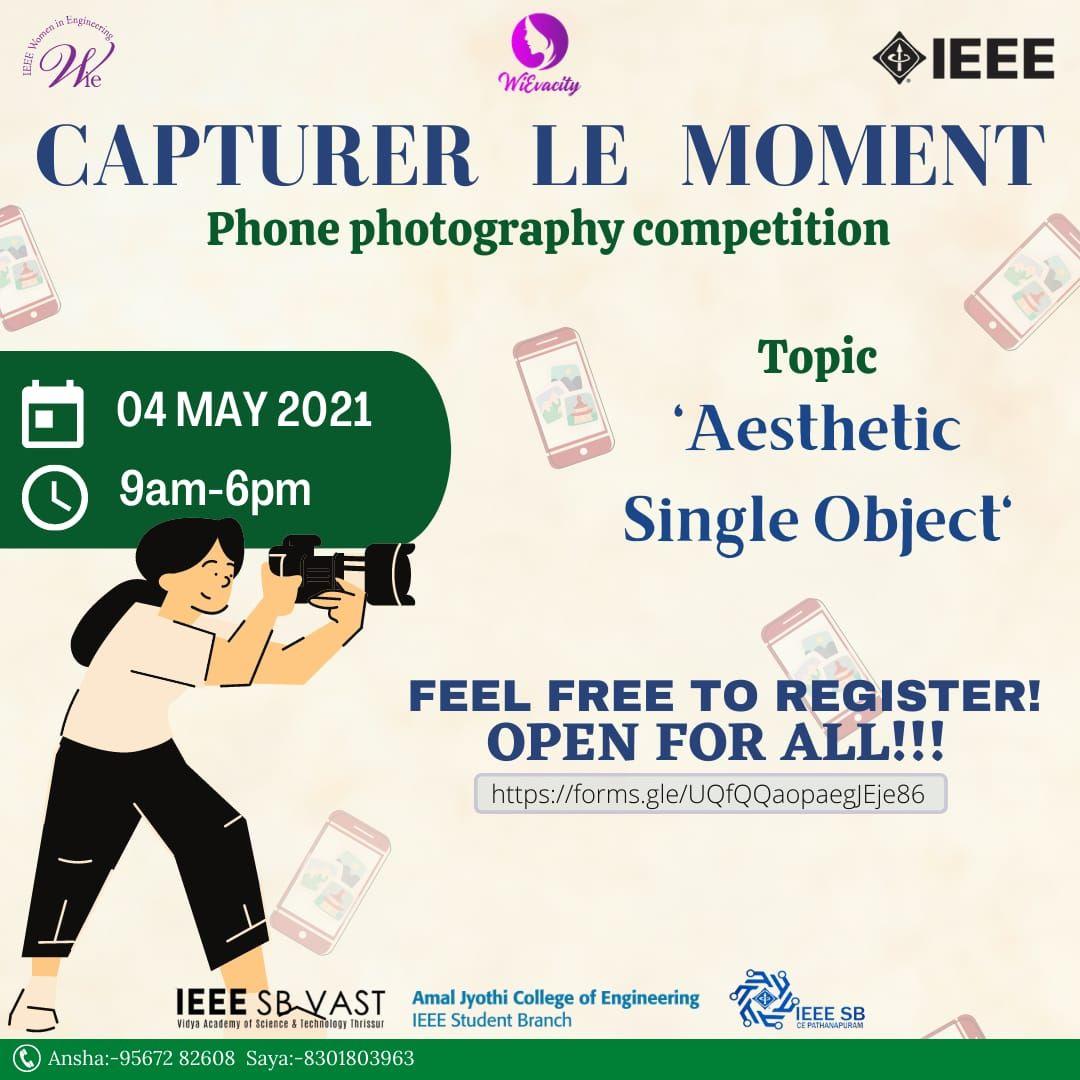 IEEE Women in Engineering
Wie
WiEvacity
IEEE
CAPTURER LE MOMENT
Phone photography competition
04 MAY 2021
9am-6pm
Topic
‘Aesthetic
Single Object‘
FEEL FREE TO REGISTER!
OPEN FOR ALL!!!
https://forms.gle/UQfQQaopaegJEje86
IEEE SB VAST
Vidya Academy of Science & Technology Thrissur
Amal Jyothi College of Engineering
IEEE Student Branch
IEEE SB
CE PATHANAPURAM
Ansha:-95672 82608 Saya:-8301803963